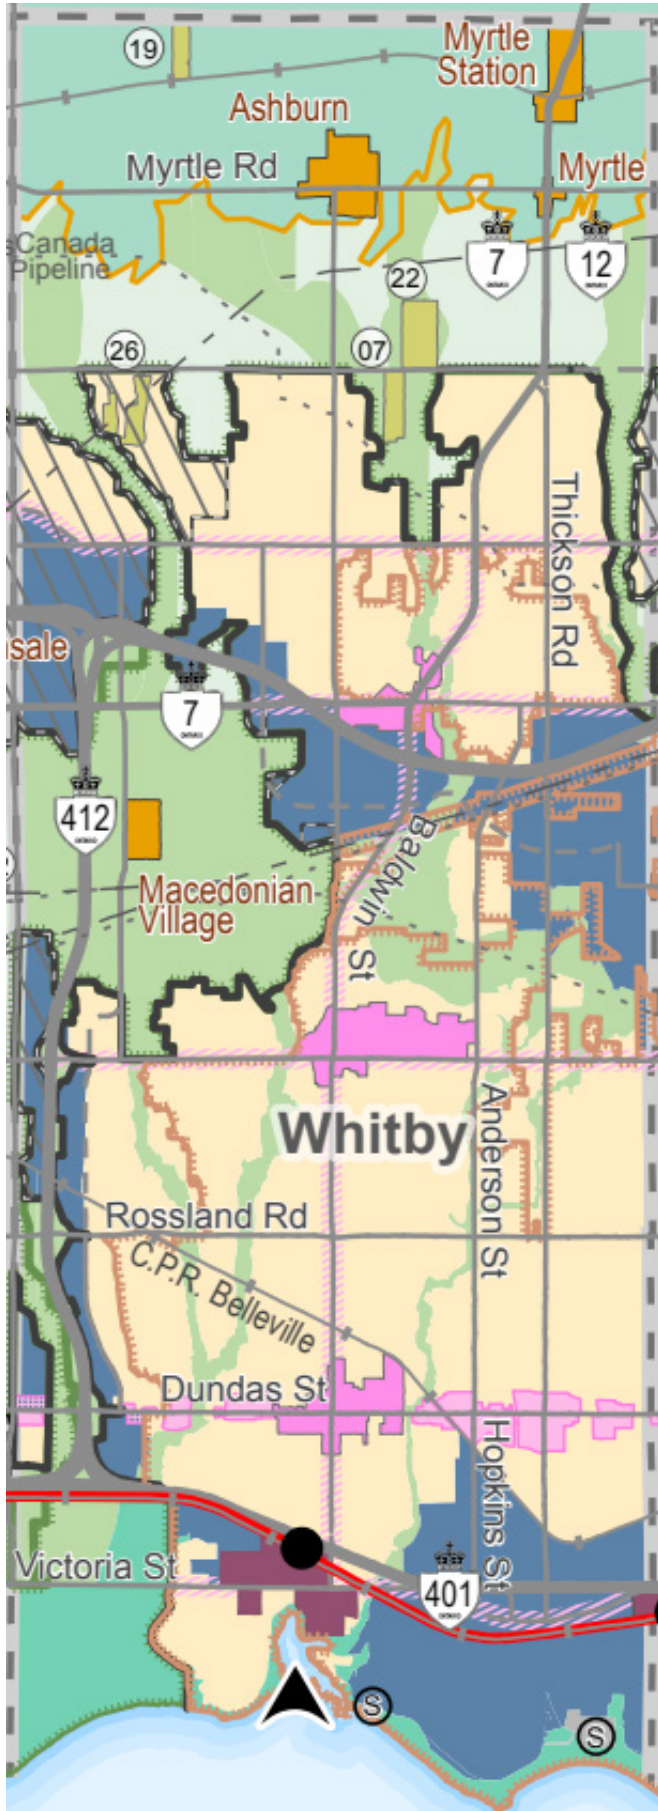 19
Myrtle
Station
Ashburn
Myrtle Rd
Myrtle
Canada
Pipeline
7
12
22
26
07
Thickson Rd
sale
7
412
Baldwin St
Macedonian
Village
Whitby
Anderson St
Rossland Rd
C.P.R. Belleville
Dundas St
Hopkins St
Victoria St
401
S
S